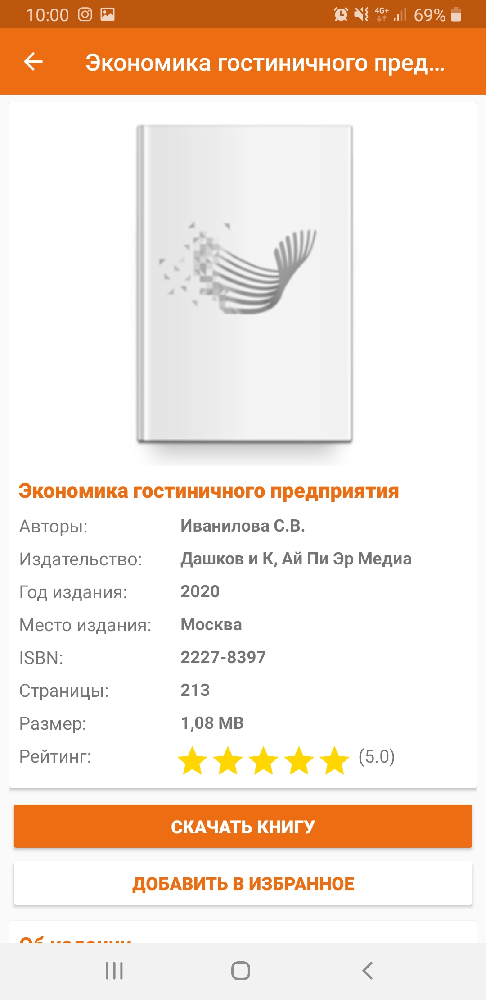 10:00 4G+ 69%
Экономика гостиничного пред...
Экономика гостиничного предприятия
Авторы: Иванилова С.В.
Издательство: Дашков и К, Ай Пи Эр Медиа
Год издания: 2020
Место издания: Москва
ISBN: 2227-8397
Страницы: 213
Размер: 1,08 MB
Рейтинг: (5.0)
СКАЧАТЬ КНИГУ
ДОБАВИТЬ В ИЗБРАННОЕ
Об издании